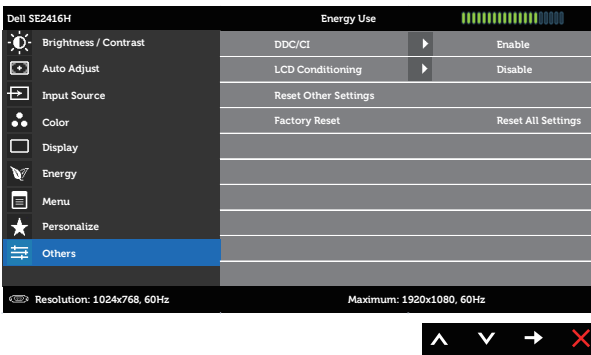 Dell SE2416H Energy Use
Brightness / Contrast DDC/CI Enable
Auto Adjust LCD Conditioning Disable
Input Source Reset Other Settings
Color Factory Reset Reset All Settings
Display
Energy
Menu
Personalize
Others
Resolution: 1024x768, 60Hz Maximum: 1920x1080, 60Hz